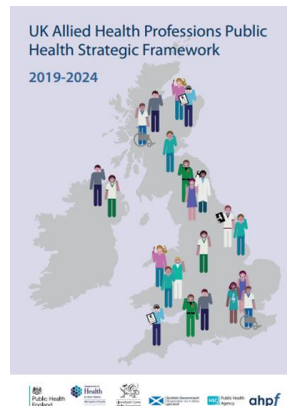 UK Allied Health Professions Public
Health Strategic Framework
2019-2024
Public Health
England
Health
Public Health
Agency
ahpf